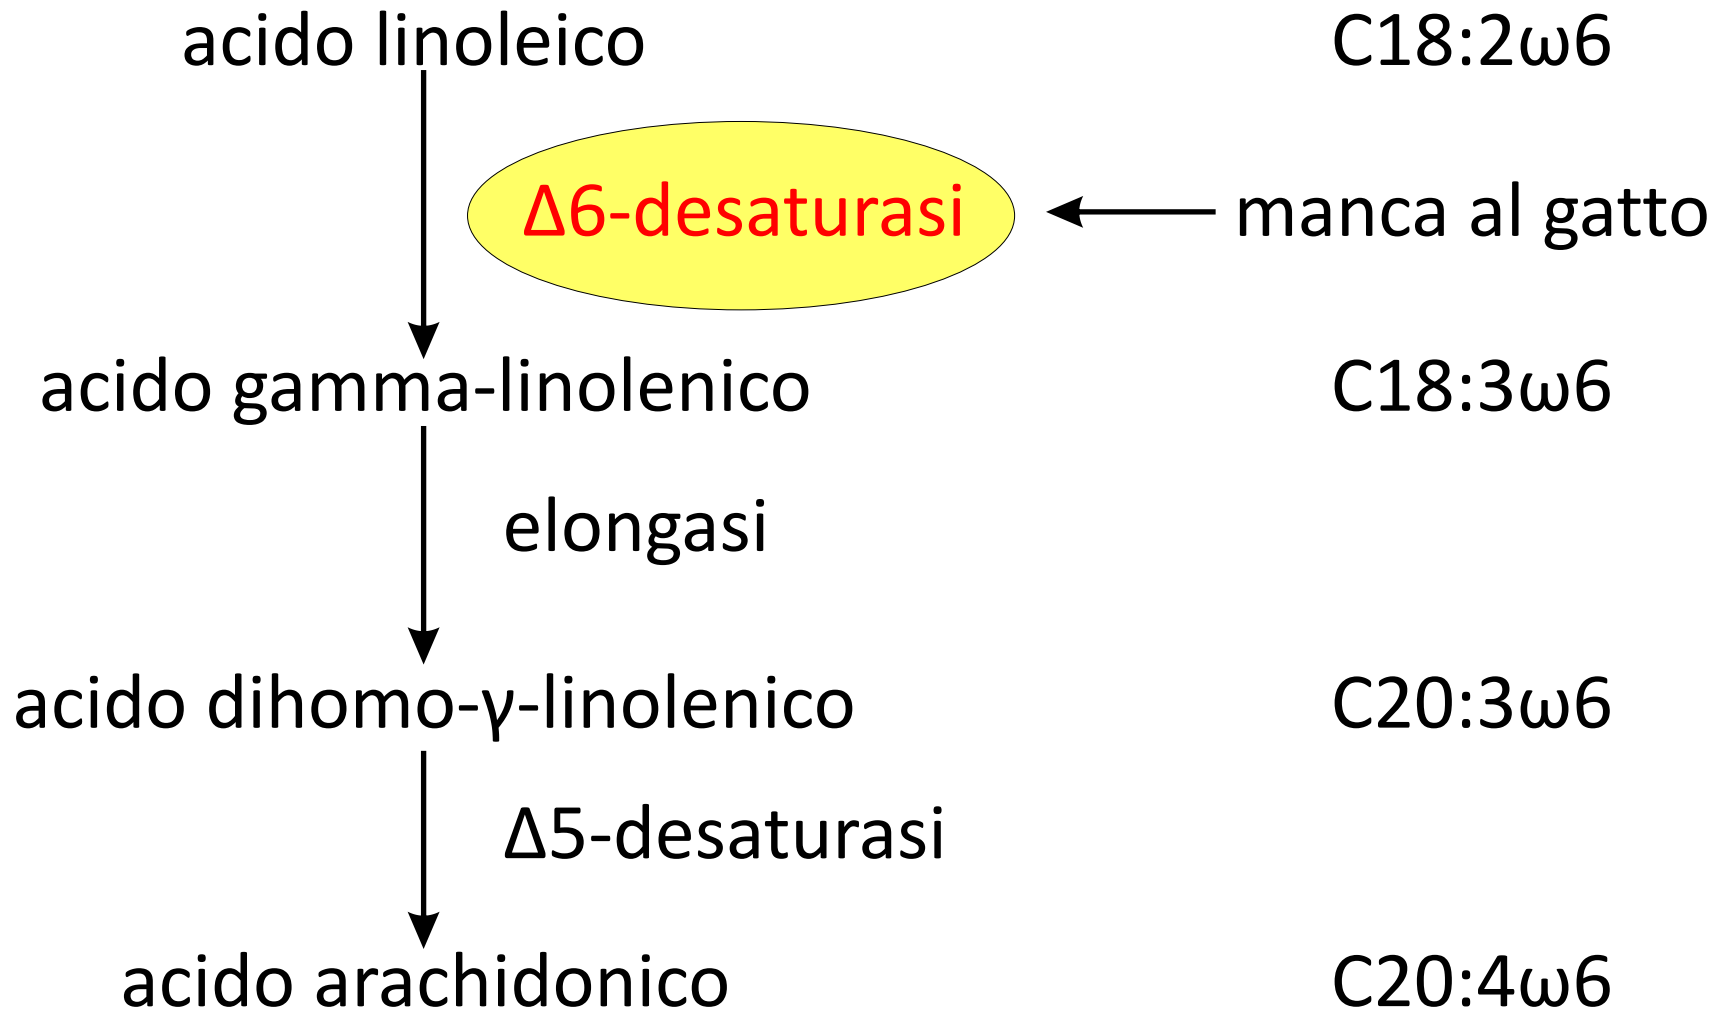 acido linoleico C18:2ω6
Δ6-desaturasi manca al gatto
acido gamma-linolenico C18:3ω6
elongasi
acido dihomo-γ-linolenico C20:3ω6
Δ5-desaturasi
acido arachidonico C20:4ω6